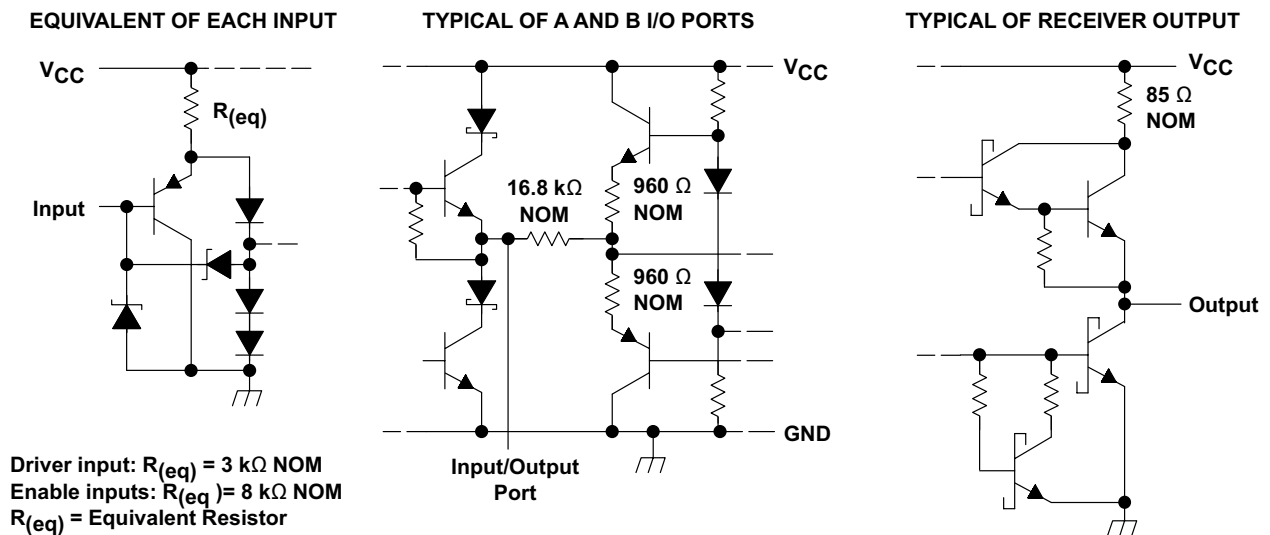 EQUIVALENT OF EACH INPUT
VCC
R(eq)
Input
Driver input: R(eq) = 3 kΩ NOM
Enable inputs: R(eq )= 8 kΩ NOM
R(eq) = Equivalent Resistor
TYPICAL OF A AND B I/O PORTS
VCC
16.8 kΩ
NOM
960 Ω
NOM
960 Ω
NOM
GND
Input/Output
Port
TYPICAL OF RECEIVER OUTPUT
VCC
85 Ω
NOM
Output